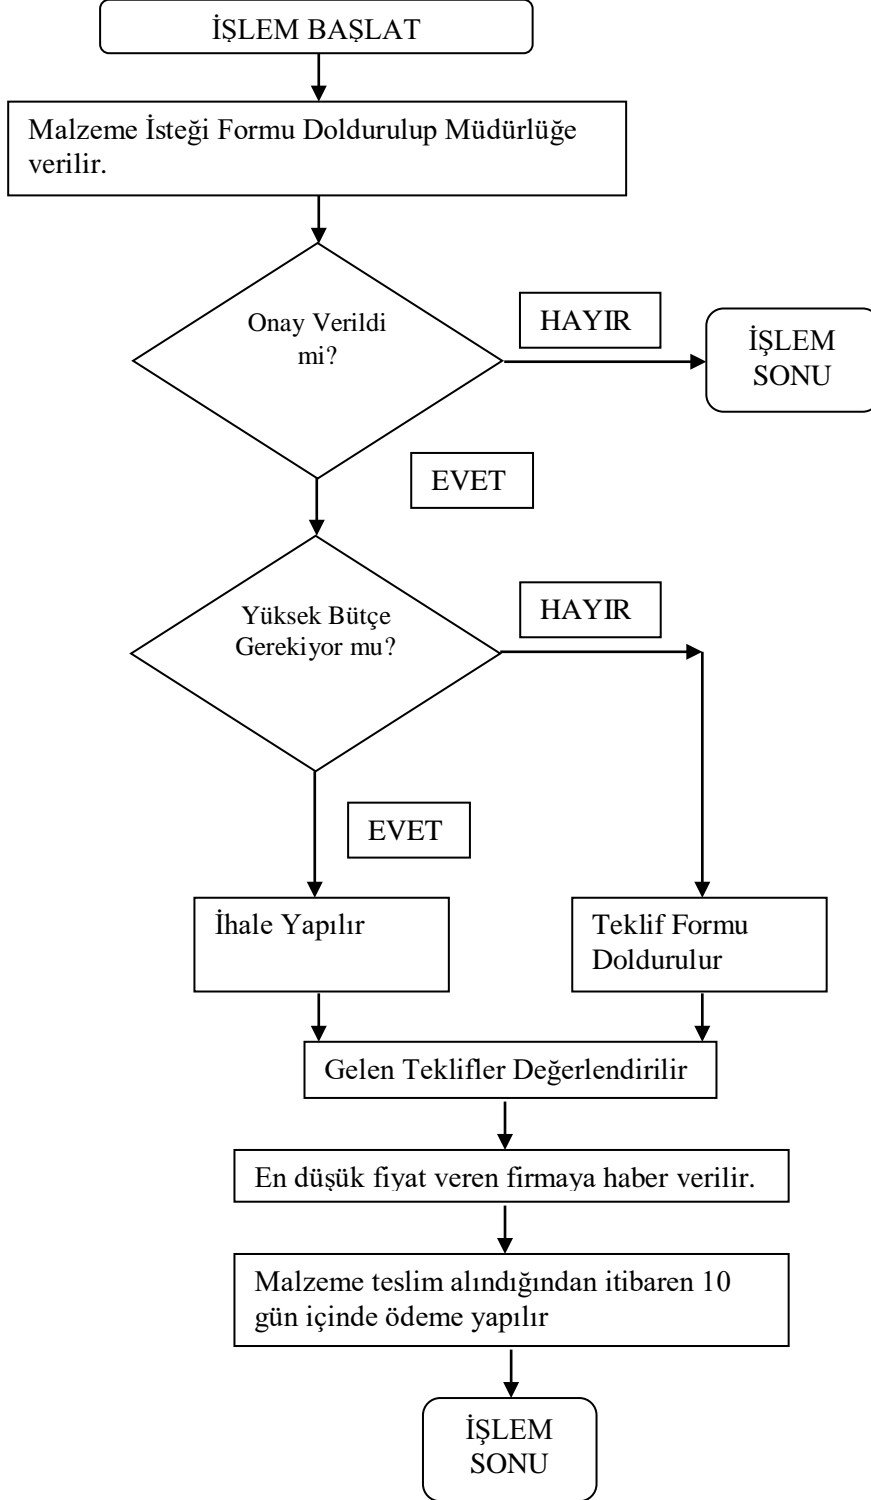 İŞLEM BAŞLAT
Malzeme İsteği Formu Doldurulup Müdürlüğe
verilir.
Onay Verildi
mi?
HAYIR
İŞLEM
SONU
EVET
Yüksek Bütçe
Gerekiyor mu?
HAYIR
EVET
İhale Yapılır
Teklif Formu
Doldurulur
Gelen Teklifler Değerlendirilir
En düşük fiyat veren firmaya haber verilir.
Malzeme teslim alındığından itibaren 10
gün içinde ödeme yapılır
İŞLEM
SONU